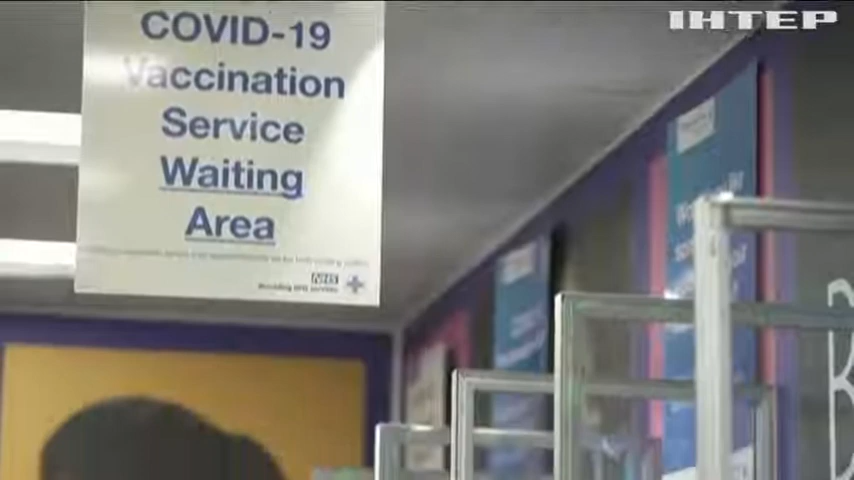 ІНТЕР
COVID-19
Vaccination
Service
Waiting
Area
NHS